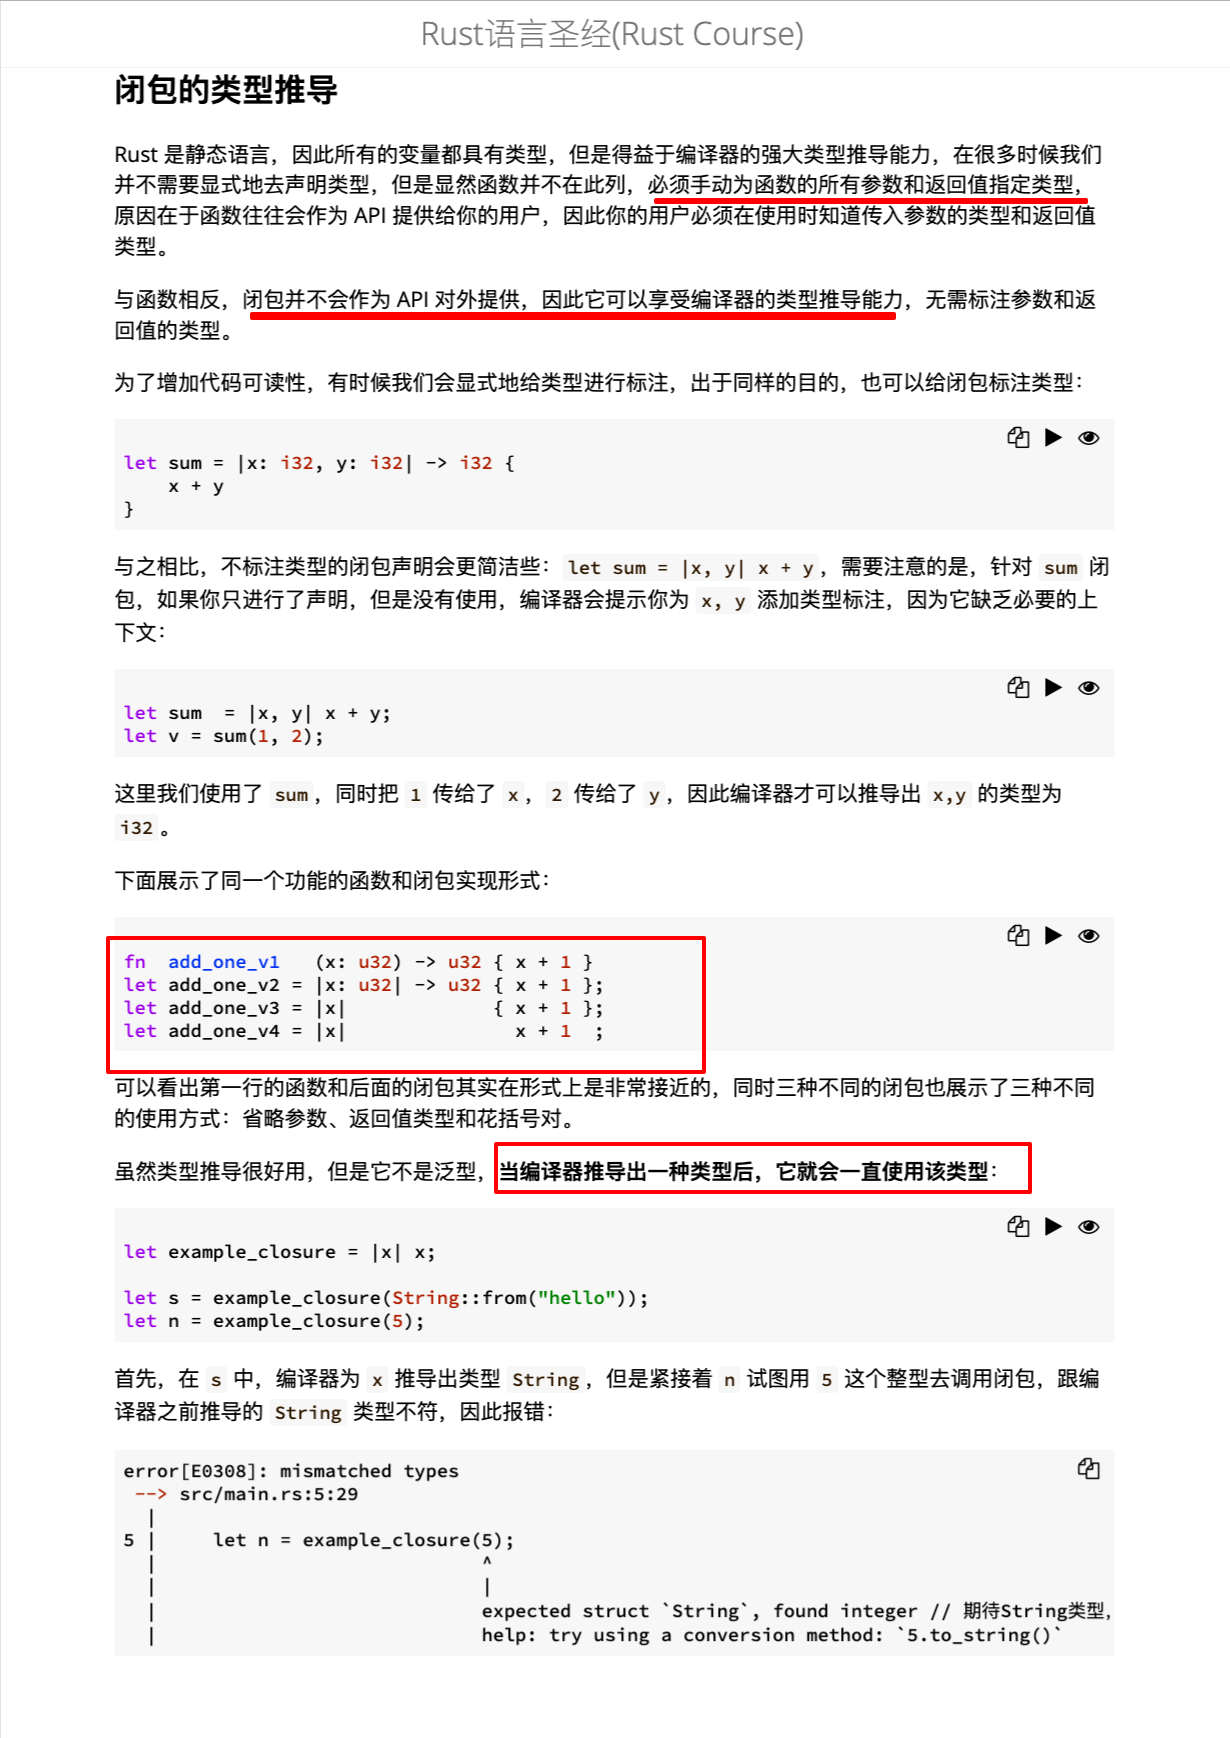 Rust语言圣经(Rust Course)
闭包的类型推导
Rust 是静态语言，因此所有的变量都具有类型，但是得益于编译器的强大类型推导能力，在很多时候我们
并不需要显式地去声明类型，但是显然函数并不在此列，必须手动为函数的所有参数和返回值指定类型，
原因在于函数往往会作为 API 提供给你的用户，因此你的用户必须在使用时知道传入参数的类型和返回值
类型。
与函数相反，闭包并不会作为 API 对外提供，因此它可以享受编译器的类型推导能力，无需标注参数和返
回值的类型。
为了增加代码可读性，有时候我们会显式地给类型进行标注，出于同样的目的，也可以给闭包标注类型：
let sum = |x: i32, y: i32| -> i32 {
    x + y
}
与之相比，不标注类型的闭包声明会更简洁些： let sum = |x, y| x + y，需要注意的是，针对 sum 闭
包，如果你只进行了声明，但是没有使用，编译器会提示你为 x, y 添加类型标注，因为它缺乏必要的上
下文：
let sum  = |x, y| x + y;
let v = sum(1, 2);
这里我们使用了 sum，同时把 1 传给了 x，2 传给了 y，因此编译器才可以推导出 x,y 的类型为
i32。
下面展示了同一个功能的函数和闭包实现形式：
fn  add_one_v1   (x: u32) -> u32 { x + 1 }
let add_one_v2 = |x: u32| -> u32 { x + 1 };
let add_one_v3 = |x|             { x + 1 };
let add_one_v4 = |x|               x + 1  ;
可以看出第一行的函数和后面的闭包其实在形式上是非常接近的，同时三种不同的闭包也展示了三种不同
的使用方式：省略参数、返回值类型和花括号对。
虽然类型推导很好用，但是它不是泛型，当编译器推导出一种类型后，它就会一直使用该类型：
let example_closure = |x| x;
let s = example_closure(String::from("hello"));
let n = example_closure(5);
首先，在 s 中，编译器为 x 推导出类型 String，但是紧接着 n 试图用 5 这个整型去调用闭包，跟编
译器之前推导的 String 类型不符，因此报错：
error[E0308]: mismatched types
 --> src/main.rs:5:29
  |
5 |     let n = example_closure(5);
  |                             ^
  |                             |
  |                             expected struct `String`, found integer // 期待String类型，
  |                             help: try using a conversion method: `5.to_string()`